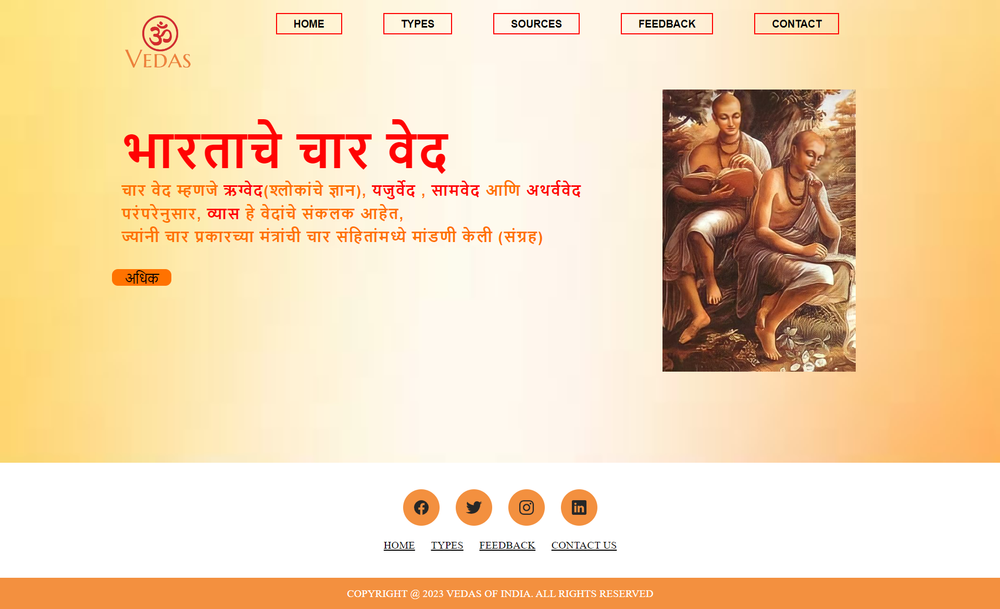 ॐ
VEDAS
HOME TYPES SOURCES FEEDBACK CONTACT
भारताचे चार वेद
चार वेद म्हणजे ऋग्वेद(श्लोकांचे ज्ञान), यजुर्वेद , सामवेद आणि अथर्ववेद
परंपरेनुसार, व्यास हे वेदांचे संकलक आहेत,
ज्यांनी चार प्रकारच्या मंत्रांची चार संहितांमध्ये मांडणी केली (संग्रह)
अधिक
HOME TYPES FEEDBACK CONTACT US
COPYRIGHT @ 2023 VEDAS OF INDIA. ALL RIGHTS RESERVED